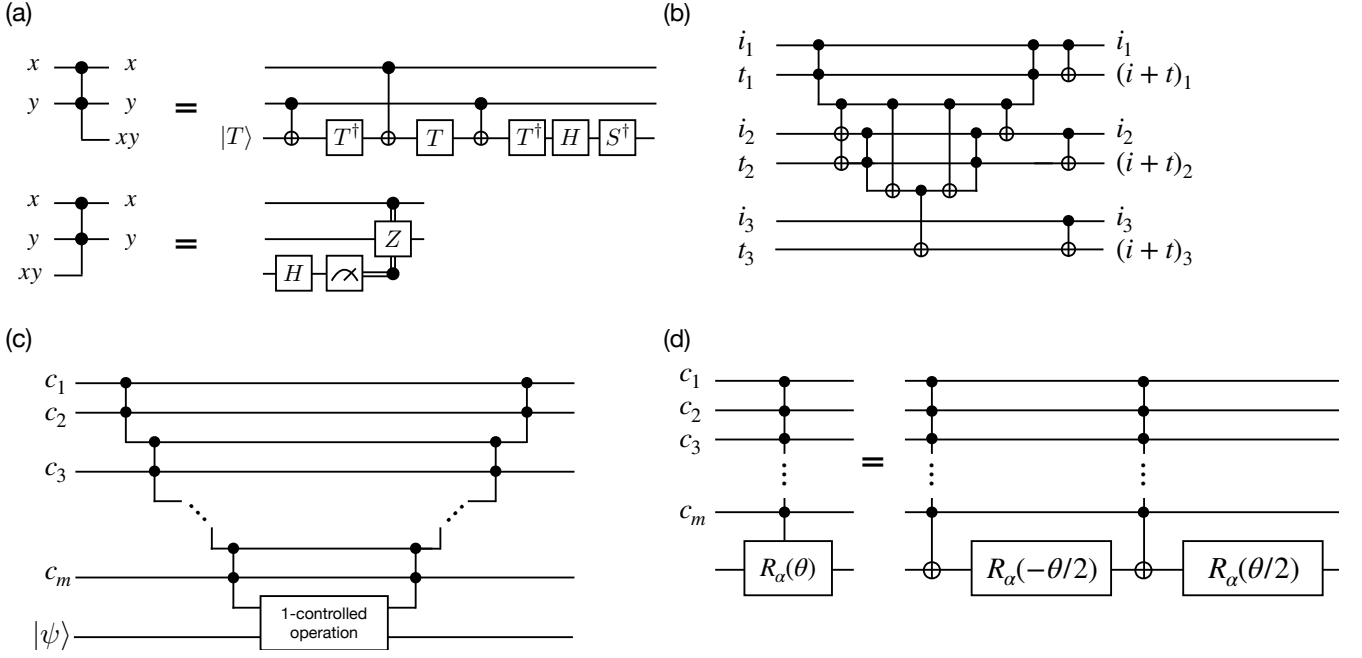 (a)
x x
y = y
xy
|T⟩ T† T T† H S†
x x
y = y Z
xy H
(b)
i₁ i₁
t₁ (i + t)₁
i₂ i₂
t₂ (i + t)₂
i₃ i₃
t₃ (i + t)₃
(c)
c₁
c₂
c₃
⋱ ⋰
cₘ
1-controlled
operation
|ψ⟩
(d)
c₁
c₂
c₃
⋮ = ⋮ ⋮
cₘ
Rα(θ) Rα(−θ/2) Rα(θ/2)